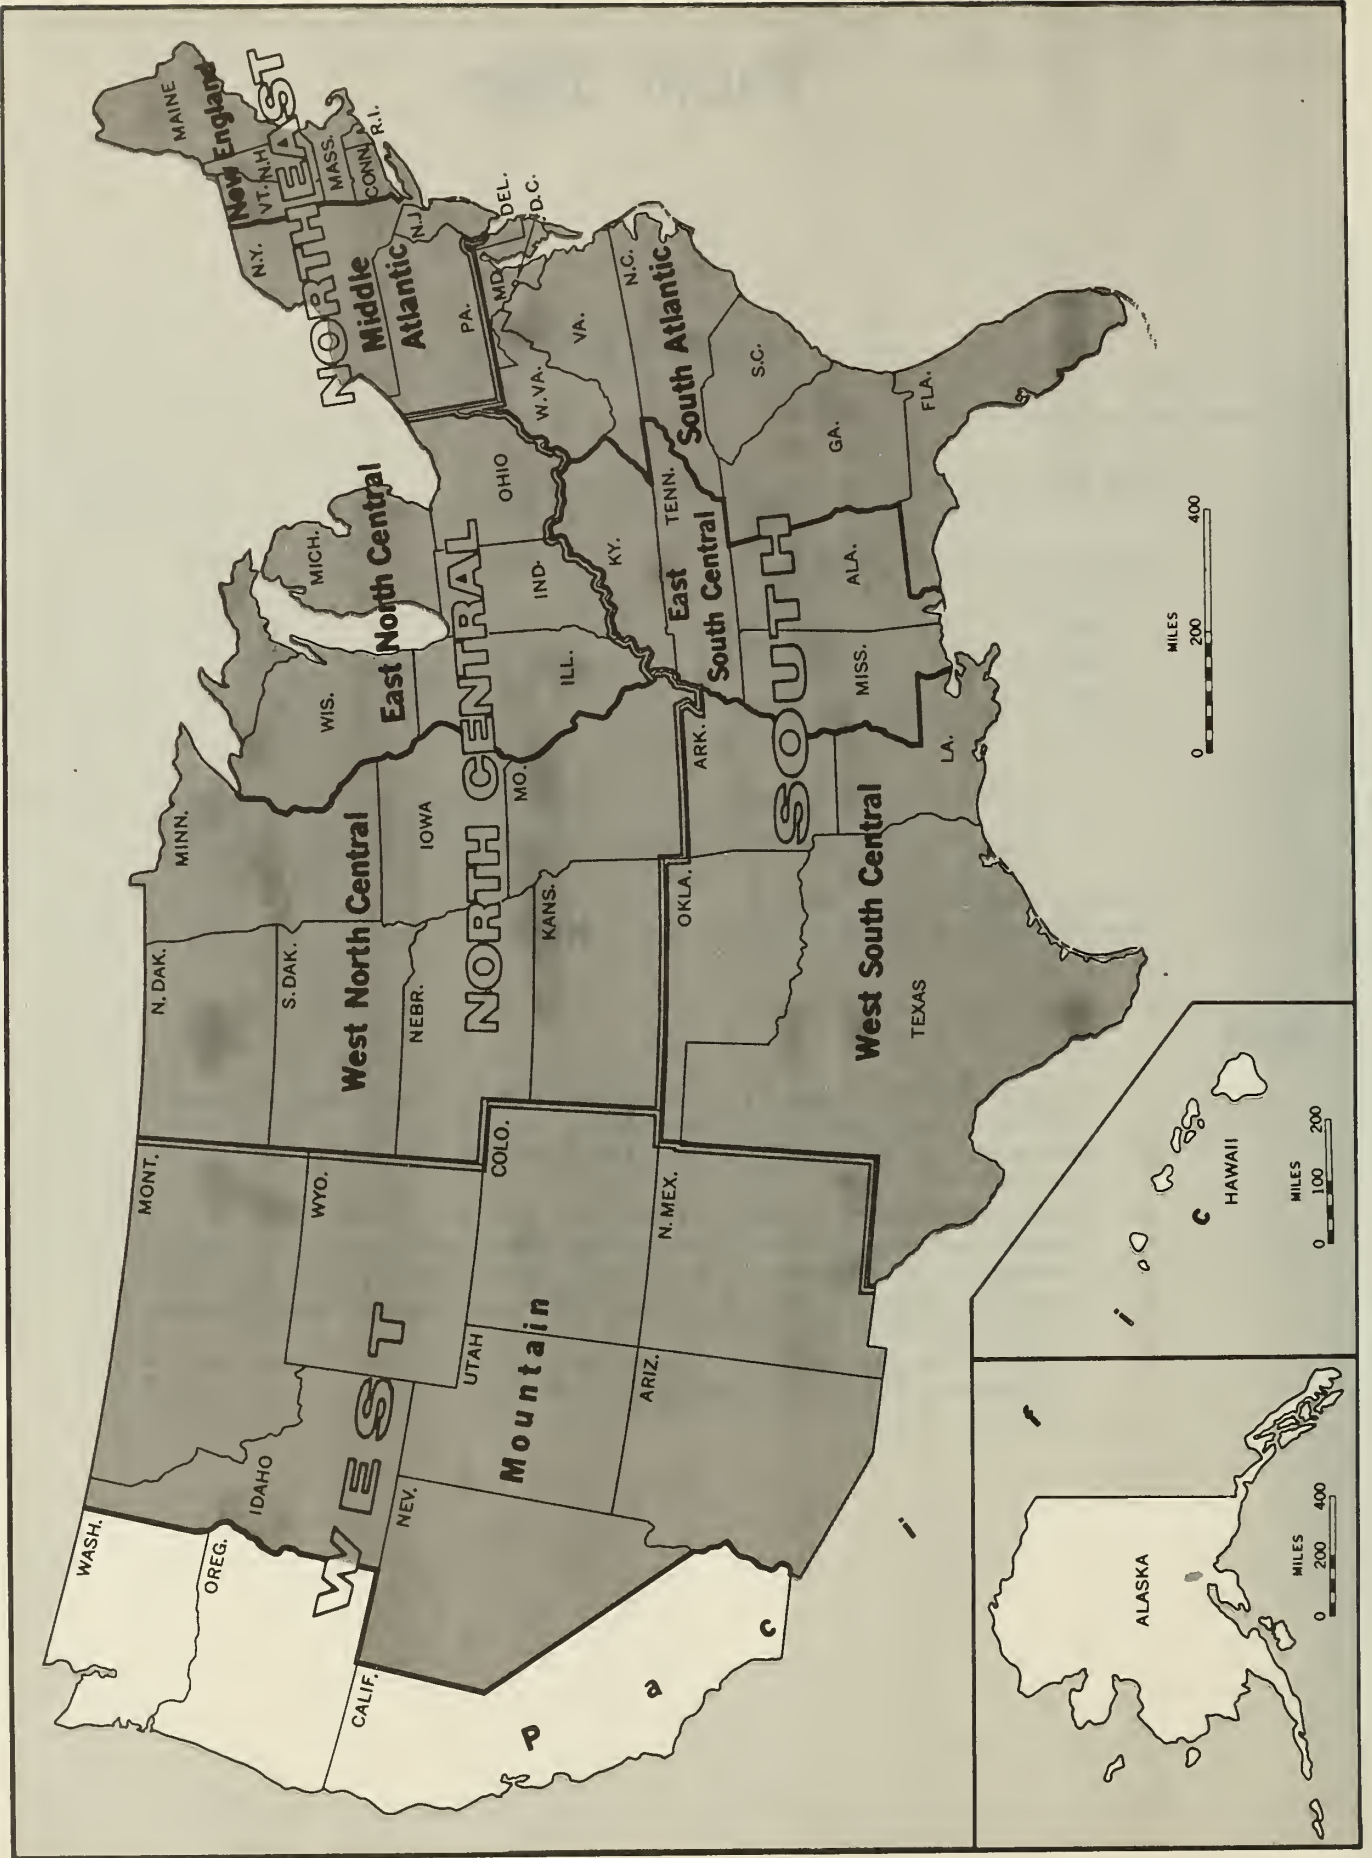 WEST
NORTH CENTRAL
NORTHEAST
SOUTH
Pacific
Mountain
West North Central
East North Central
Middle
Atlantic
New England
West South Central
East
South Central
South Atlantic
WASH.
OREG.
CALIF.
IDAHO
NEV.
MONT.
WYO.
UTAH
COLO.
ARIZ.
N. MEX.
N. DAK.
S. DAK.
NEBR.
KANS.
MINN.
IOWA
MO.
WIS.
MICH.
ILL.
IND.
OHIO
N.Y.
PA.
N.J.
MAINE
VT.
N.H.
MASS.
CONN.
R.I.
OKLA.
TEXAS
ARK.
LA.
KY.
TENN.
MISS.
ALA.
DEL.
D.C.
MD.
W. VA.
VA.
N.C.
S.C.
GA.
FLA.
MILES
0 200 400
ALASKA
MILES
0 200 400
HAWAII
MILES
0 100 200